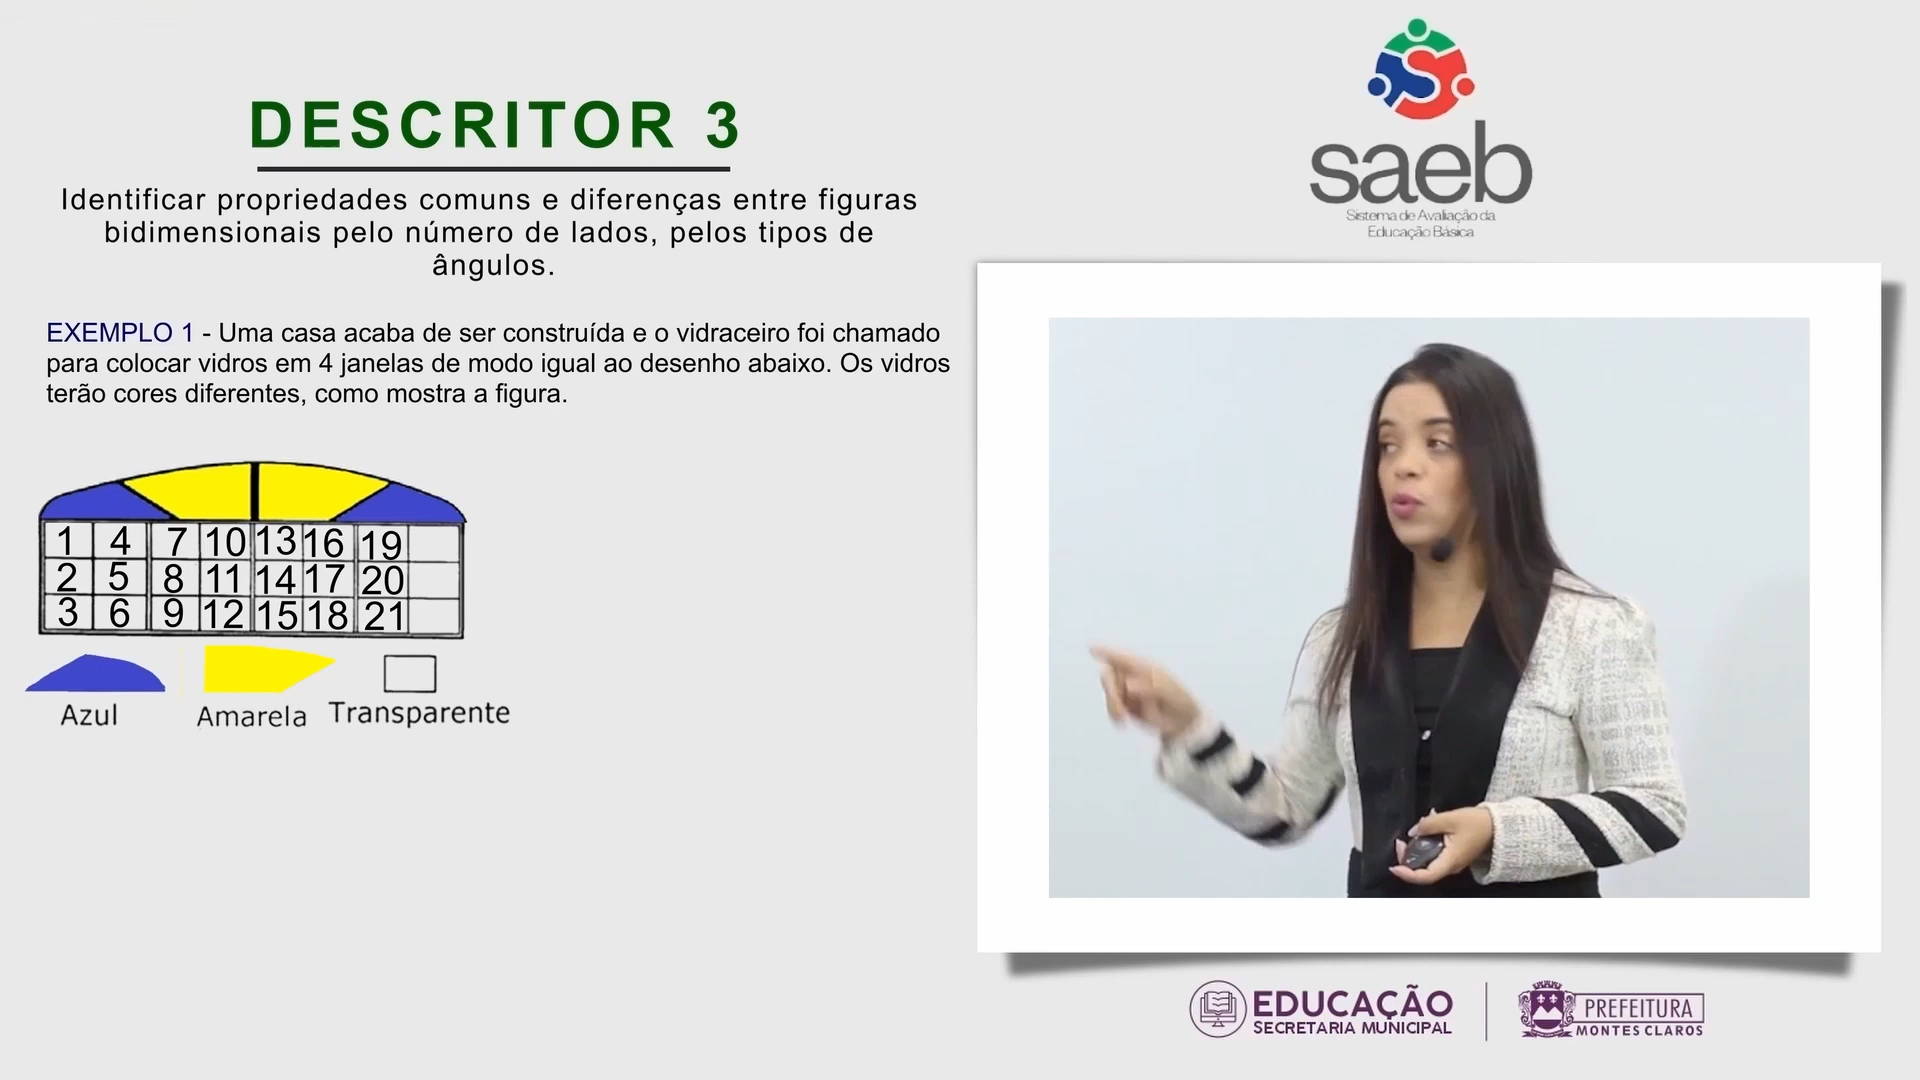 DESCRITOR 3
Identificar propriedades comuns e diferenças entre figuras
bidimensionais pelo número de lados, pelos tipos de
ângulos.
EXEMPLO 1 - Uma casa acaba de ser construída e o vidraceiro foi chamado
para colocar vidros em 4 janelas de modo igual ao desenho abaixo. Os vidros
terão cores diferentes, como mostra a figura.
1 4 7 10 13 16 19
2 5 8 11 14 17 20
3 6 9 12 15 18 21
Azul Amarela Transparente
saeb
Sistema de Avaliação da
Educação Básica
EDUCAÇÃO
SECRETARIA MUNICIPAL
PREFEITURA
MONTES CLAROS